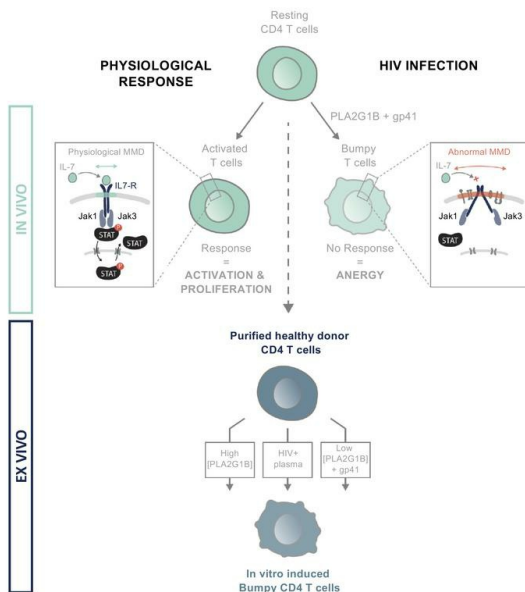 Resting
CD4 T cells
PHYSIOLOGICAL
RESPONSE
HIV INFECTION
PLA2G1B + gp41
IN VIVO
Physiological MMD
IL-7
IL7-R
Jak1
Jak3
STAT
P
STAT
STAT
P
Activated
T cells
Response
=
ACTIVATION &
PROLIFERATION
Bumpy
T cells
No Response
=
ANERGY
Abnormal MMD
IL-7
Jak1
Jak3
STAT
EX VIVO
Purified healthy donor
CD4 T cells
High
[PLA2G1B]
HIV+
plasma
Low
[PLA2G1B]
+ gp41
In vitro induced
Bumpy CD4 T cells